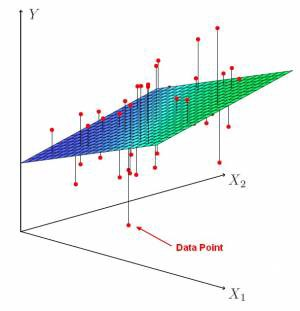 Y
X₂
Data Point
X₁